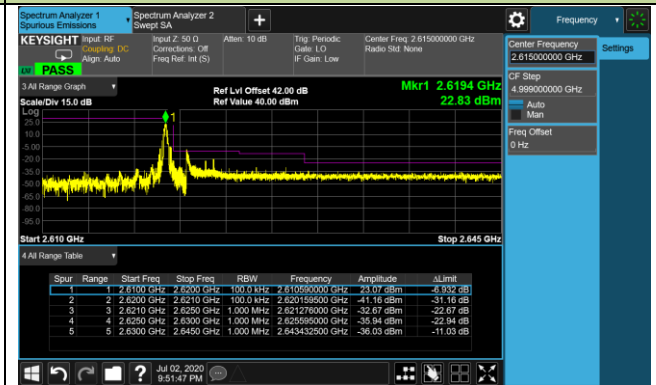 Spectrum Analyzer 1
Spurious Emissions
Spectrum Analyzer 2
Swept SA
+
Frequency
KEYSIGHT Input: RF
Coupling: DC
Align: Auto
Input Z: 50 Ω
Corrections: Off
Freq Ref: Int (S)
Atten: 10 dB
Trig: Periodic
Gate: LO
IF Gain: Low
Center Freq: 2.615000000 GHz
Radio Std: None
PASS
Center Frequency
2.615000000 GHz
Settings
CF Step
4.999000000 GHz
Auto
Man
Freq Offset
0 Hz
3 All Range Graph
Ref Lvl Offset 42.00 dB
Mkr1 2.6194 GHz
Scale/Div 15.0 dB
Ref Value 40.00 dBm
22.83 dBm
Log
25.0
10.0
-5.00
-20.0
-35.0
-50.0
-65.0
-80.0
-95.0
1
Start 2.610 GHz
Stop 2.645 GHz
4 All Range Table
Spur Range Start Freq Stop Freq RBW Frequency Amplitude ΔLimit
1 1 2.6100 GHz 2.6200 GHz 100.0 kHz 2.610590000 GHz 23.07 dBm -6.932 dB
2 2 2.6200 GHz 2.6210 GHz 100.0 kHz 2.620159500 GHz -41.16 dBm -31.16 dB
3 3 2.6210 GHz 2.6250 GHz 1.000 MHz 2.621276000 GHz -32.67 dBm -22.67 dB
4 4 2.6250 GHz 2.6300 GHz 1.000 MHz 2.625595000 GHz -35.94 dBm -22.94 dB
5 5 2.6300 GHz 2.6450 GHz 1.000 MHz 2.643432500 GHz -36.03 dBm -11.03 dB
?
Jul 02, 2020
9:51:47 PM